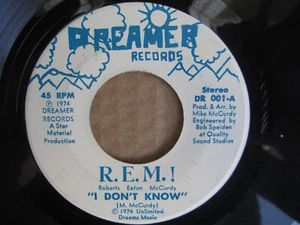 DREAMER
RECORDS
45 RPM
℗ 1974
DREAMER
RECORDS
A Star
Material
Production
Stereo
DR 001-A
Prod. & Arr. by
Mike McCurdy
Engineered by
Bob Speiden
at Quality
Sound Studios
R.E.M.!
Roberts Eaton McCurdy
"I DON'T KNOW"
(M. McCurdy)
© 1974 Unlimited
Dreams Music